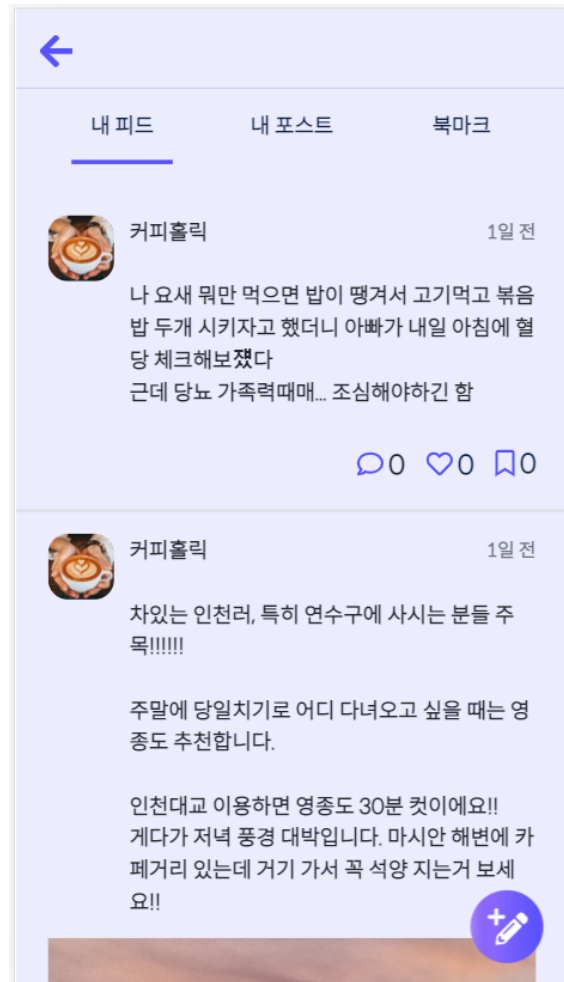 내 피드 내 포스트 북마크
커피홀릭 1일 전
나 요새 뭐만 먹으면 밥이 땡겨서 고기먹고 볶음
밥 두개 시키자고 했더니 아빠가 내일 아침에 혈
당 체크해보쟸다
근데 당뇨 가족력때매... 조심해야하긴 함
0 0 0
커피홀릭 1일 전
차있는 인천러, 특히 연수구에 사시는 분들 주
목!!!!!!
주말에 당일치기로 어디 다녀오고 싶을 때는 영
종도 추천합니다.
인천대교 이용하면 영종도 30분 컷이에요!!
게다가 저녁 풍경 대박입니다. 마시안 해변에 카
페거리 있는데 거기 가서 꼭 석양 지는거 보세
요!!